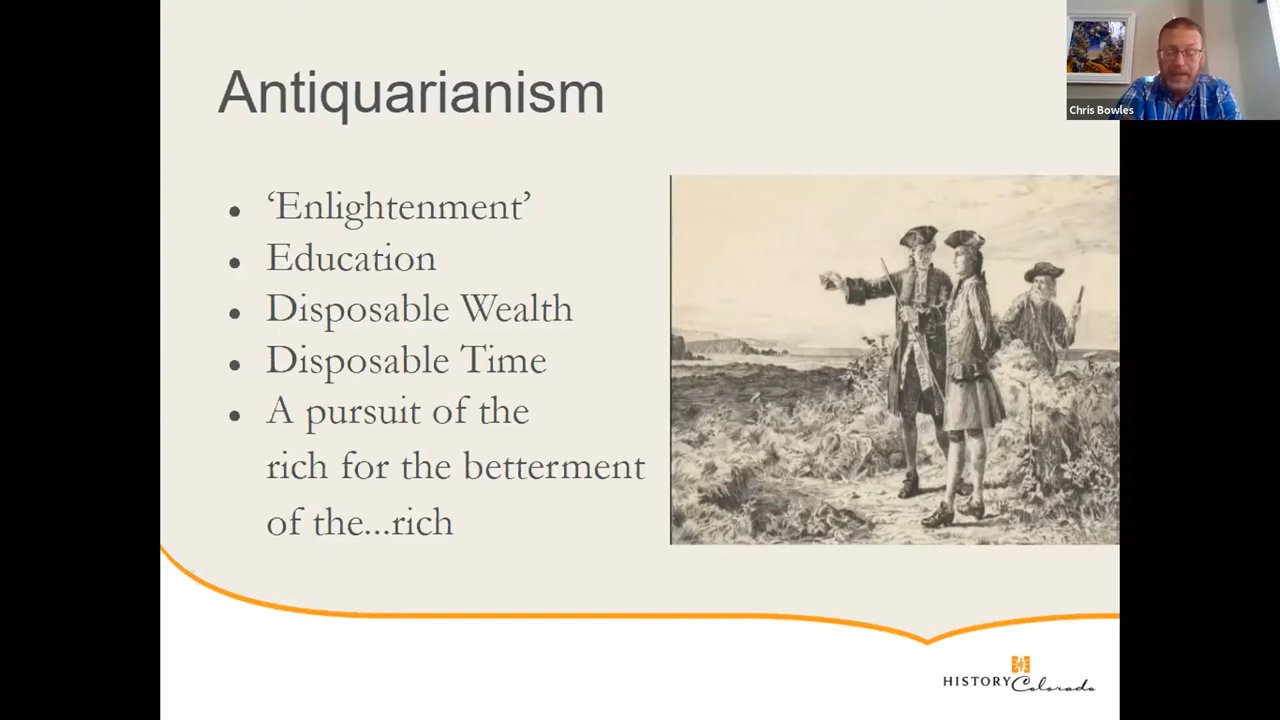 Antiquarianism
Chris Bowles
• ‘Enlightenment’
• Education
• Disposable Wealth
• Disposable Time
• A pursuit of the
rich for the betterment
of the...rich
HISTORY Colorado